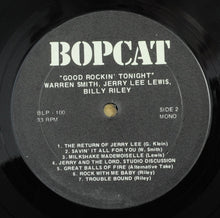 BOPCAT
"GOOD ROCKIN' TONIGHT"
WARREN SMITH, JERRY LEE LEWIS,
BILLY RILEY
BLP - 100
33 RPM
SIDE 2
MONO
1. THE RETURN OF JERRY LEE (G. Klein)
2. SAVIN' IT ALL FOR YOU (W. Smith)
3. MILKSHAKE MADEMOISELLE (Lewis)
4. JERRY AND THE LORD, STUDIO DISCUSSION
5. GREAT BALLS OF FIRE (Alternative Take)
6. ROCK WITH ME BABY (Riley)
7. TROUBLE BOUND (Riley)